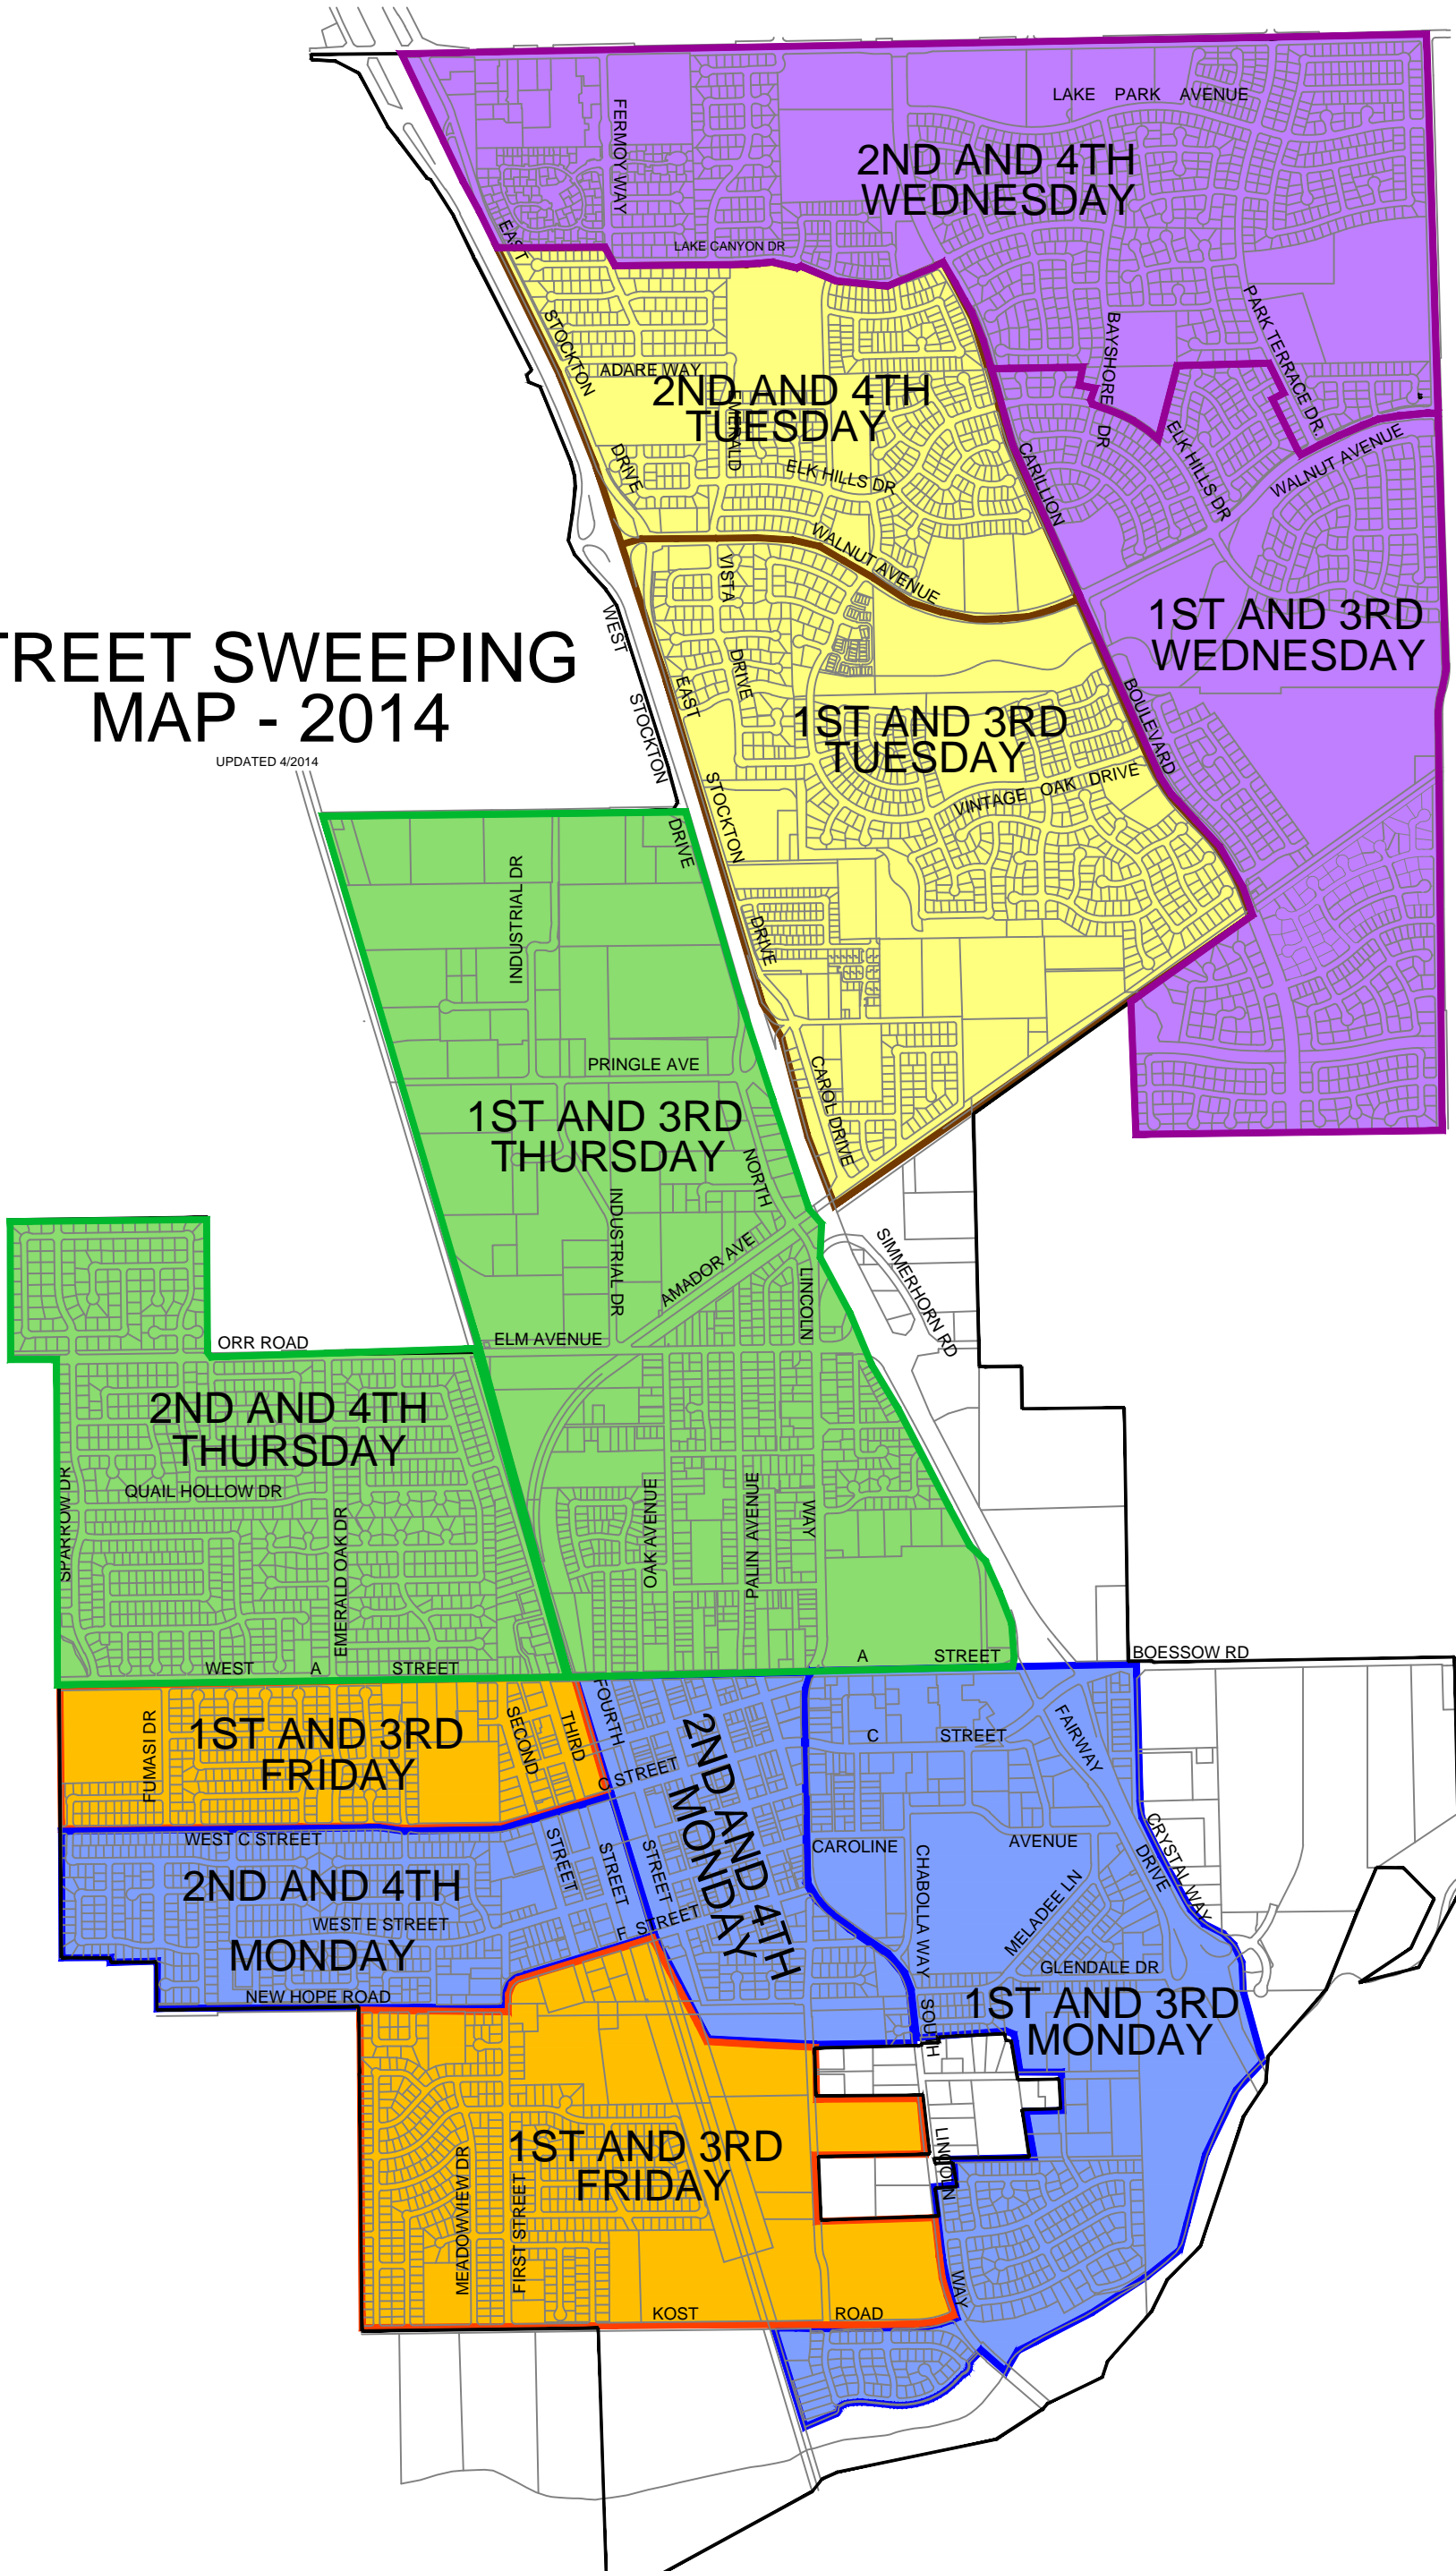 LAKE PARK AVENUE
FERMOY WAY
2ND AND 4TH
WEDNESDAY
EAST
LAKE CANYON DR
STOCKTON
BAYSHORE
PARK TERRACE DR.
ADARE WAY
2ND AND 4TH
TUESDAY
EMERALD
DRIVE
ELK HILLS DR
CARILLION
DR
ELK HILLS DR
WALNUT AVENUE
WALNUT AVENUE
VISTA
WEST
1ST AND 3RD
WEDNESDAY
TREET SWEEPING
MAP - 2014
UPDATED 4/2014
DRIVE
EAST
STOCKTON
BOULEVARD
1ST AND 3RD
TUESDAY
VINTAGE OAK DRIVE
STOCKTON
DRIVE
INDUSTRIAL DR
DRIVE
PRINGLE AVE
CAROL DRIVE
1ST AND 3RD
THURSDAY
NORTH
INDUSTRIAL DR
AMADOR AVE
SIMMERHORN RD
LINCOLN
ORR ROAD
ELM AVENUE
2ND AND 4TH
THURSDAY
QUAIL HOLLOW DR
SPARROW DR
EMERALD OAK DR
OAK AVENUE
PALIN AVENUE
WAY
WEST A STREET
A STREET
BOESSOW RD
FUMASI DR
1ST AND 3RD
FRIDAY
SECOND
THIRD
FOURTH
C STREET
2ND AND 4TH
MONDAY
C STREET
FAIRWAY
WEST C STREET
2ND AND 4TH
WEST E STREET
MONDAY
NEW HOPE ROAD
STREET
STREET
STREET
F STREET
CAROLINE AVENUE
CHABOLLA WAY
MELADEE LN
DRIVE
CRYSTAL WAY
GLENDALE DR
1ST AND 3RD
MONDAY
SOUTH
LINCOLN
WAY
1ST AND 3RD
FRIDAY
MEADOWVIEW DR
FIRST STREET
KOST ROAD